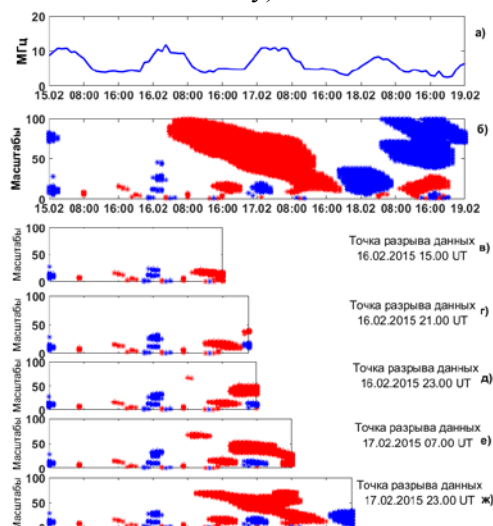 20
10
0
МГц
а)
15.02 08:00 16:00 16.02 08:00 16:00 17.02 08:00 16:00 18.02 08:00 16:00 19.02
100
50
0
Масштабы
б)
15.02 08:00 16:00 16.02 08:00 16:00 17.02 08:00 16:00 18.02 08:00 16:00 19.02
100
50
0
Масштабы
Точка разрыва данных
16.02.2015 15.00 UT
в)
100
50
0
Масштабы
Точка разрыва данных
16.02.2015 21.00 UT
г)
100
50
0
Масштабы
Точка разрыва данных
16.02.2015 23.00 UT
д)
100
50
0
Масштабы
Точка разрыва данных
17.02.2015 07.00 UT
е)
100
50
Масштабы
Точка разрыва данных
17.02.2015 23.00 UT
ж)